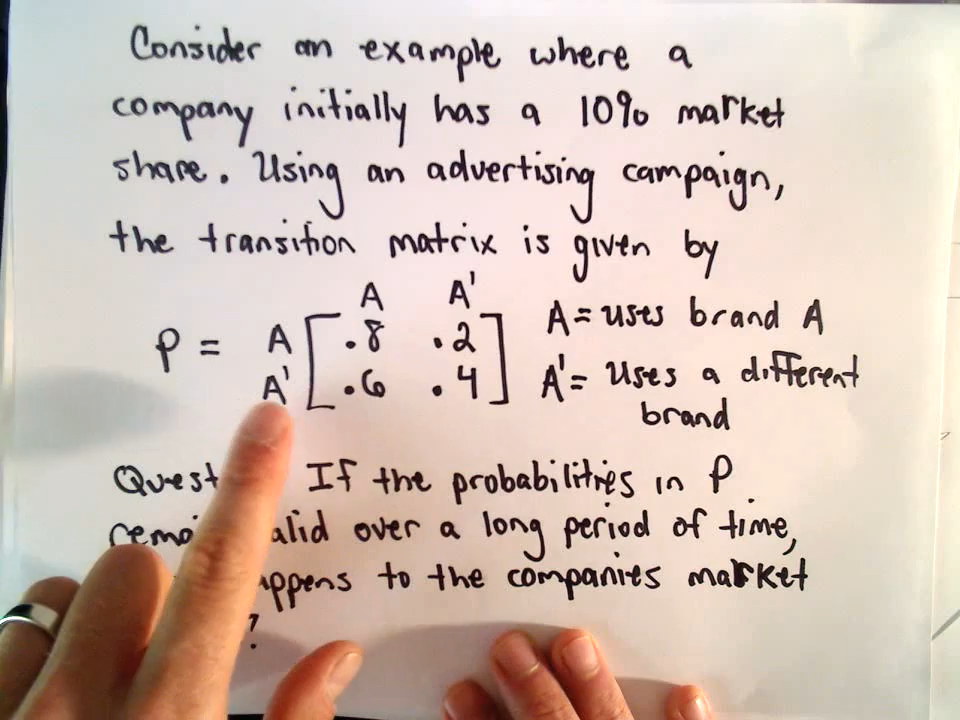 Consider an example where a
company initially has a 10% market
share. Using an advertising campaign,
the transition matrix is given by
A A'
P = A [ .8 .2 ] A = uses brand A
A' .6 .4 A' = uses a different
brand
If the probabilities in P
over a long period of time,
to the companies market
?